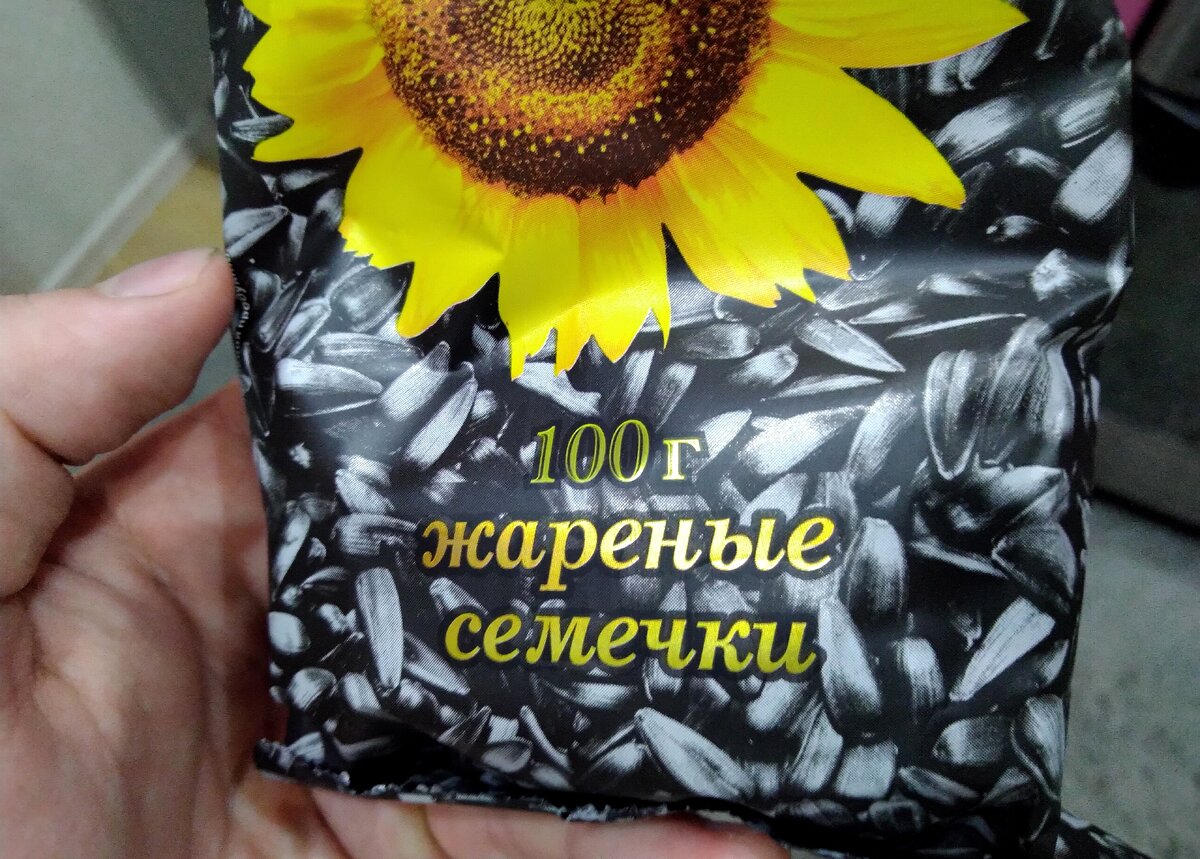 100 г
жареные
семечки